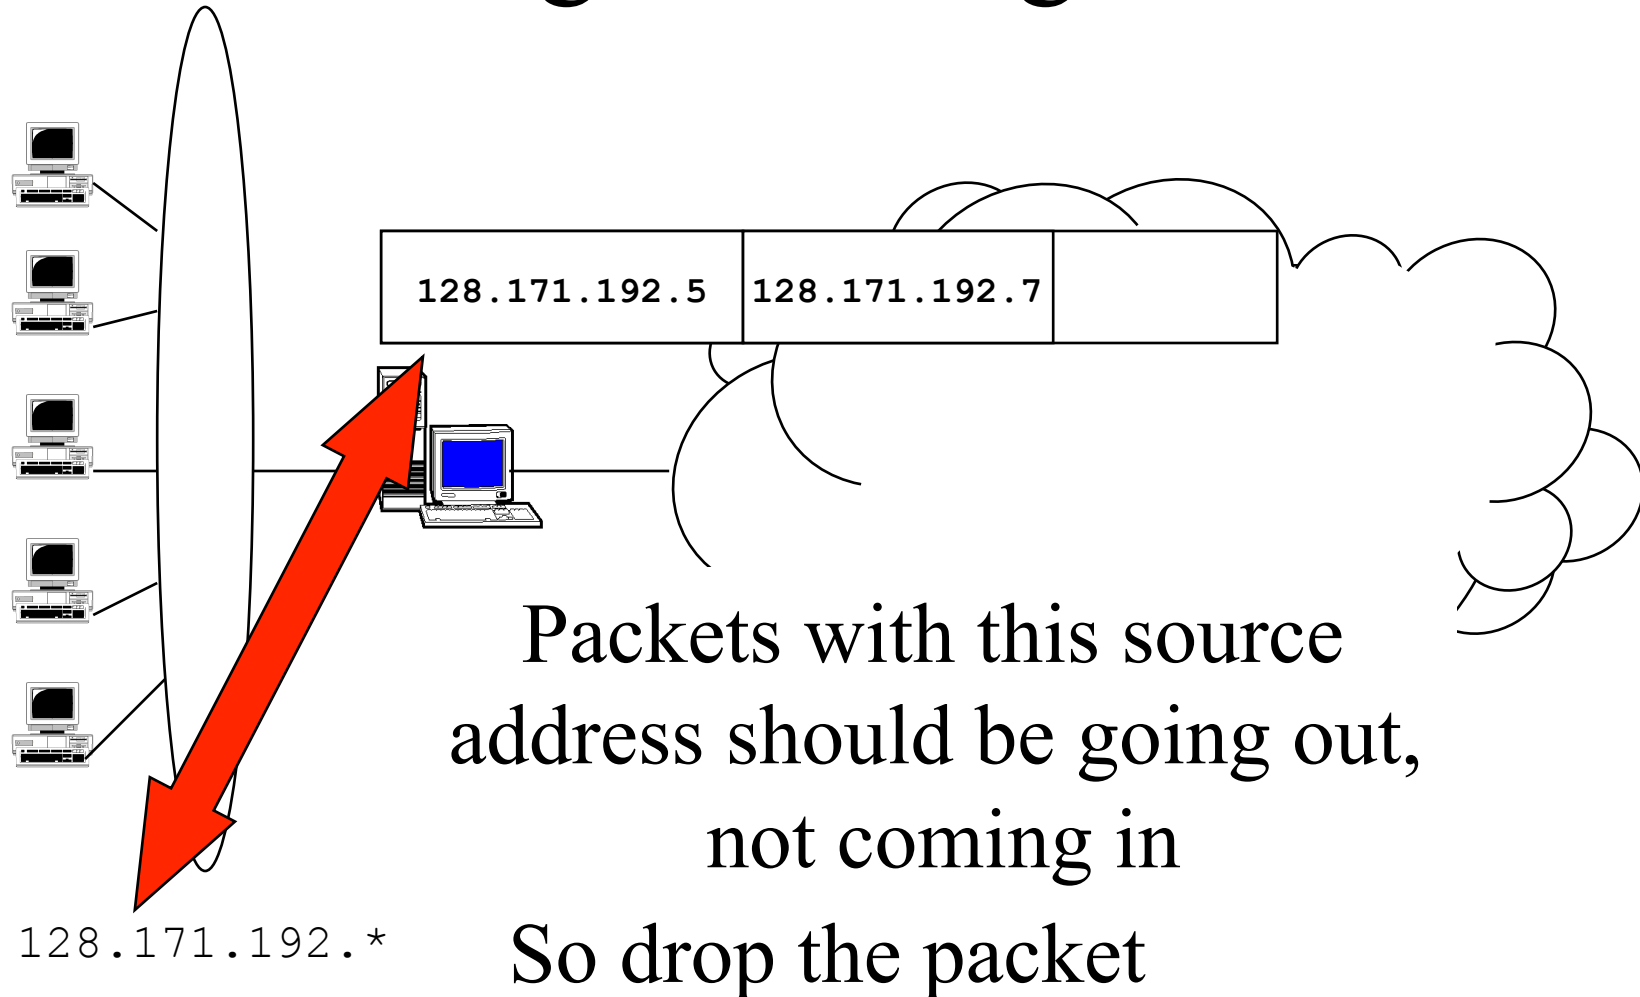 128.171.192.5 128.171.192.7
Packets with this source
address should be going out,
not coming in
128.171.192.* So drop the packet